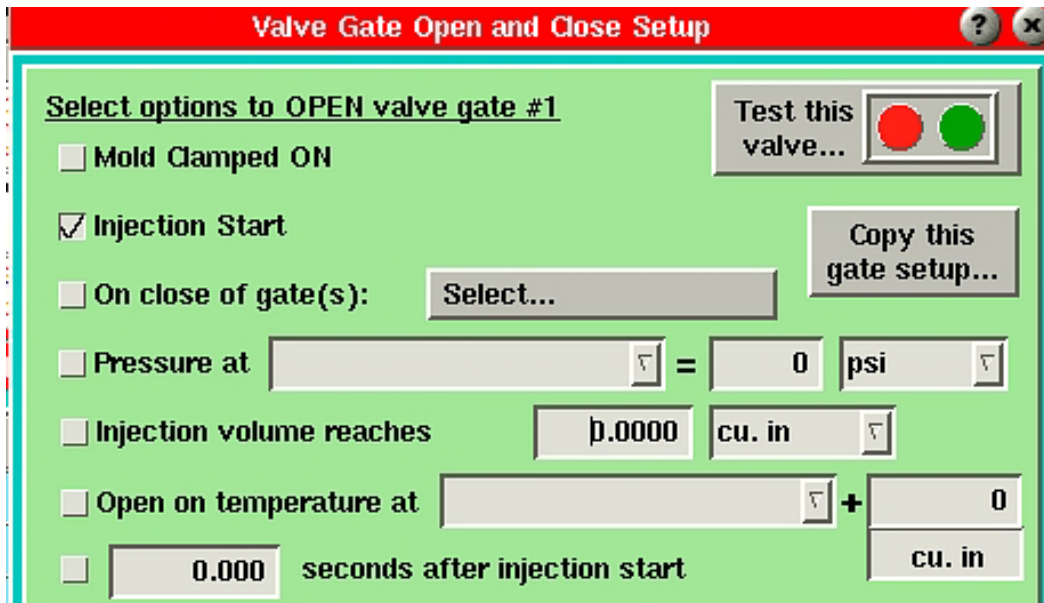 Valve Gate Open and Close Setup
?
x
Select options to OPEN valve gate #1
Test this
valve...
Mold Clamped ON
Injection Start
Copy this
gate setup...
On close of gate(s):
Select...
Pressure at = 0 psi
Injection volume reaches 0.0000 cu. in
Open on temperature at + 0
cu. in
0.000 seconds after injection start